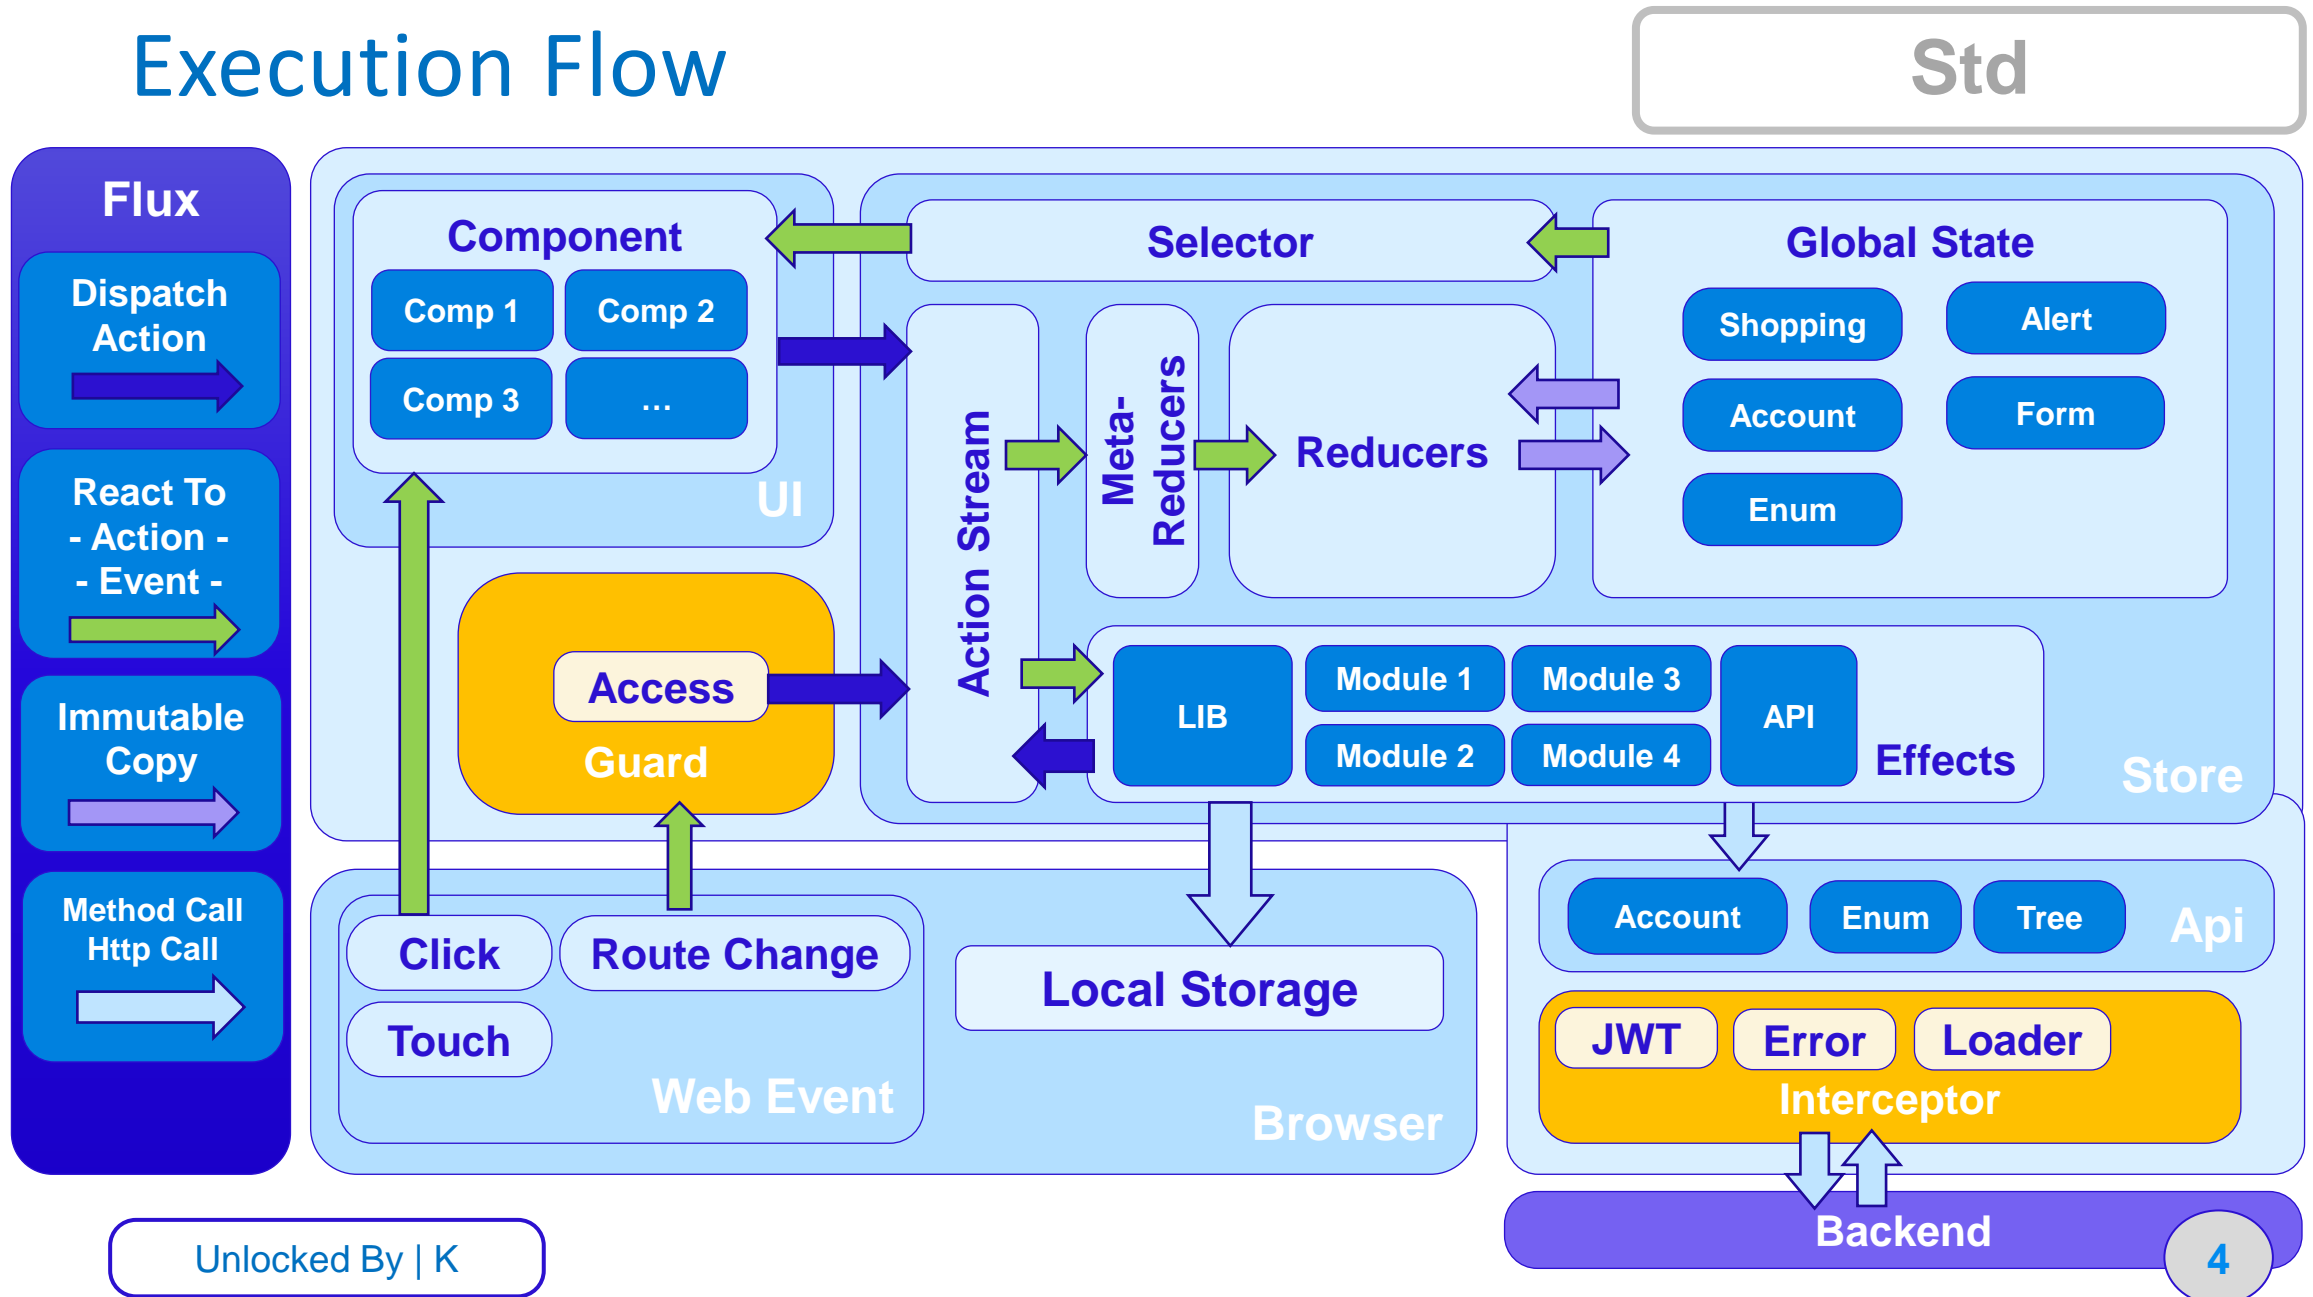 Execution Flow
Std
Flux
Dispatch
Action
React To
- Action -
- Event -
Immutable
Copy
Method Call
Http Call
Component
Comp 1
Comp 2
Comp 3
...
UI
Selector
Global State
Shopping
Alert
Account
Form
Enum
Action Stream
Meta-
Reducers
Reducers
Access
Guard
LIB
Module 1
Module 3
Module 2
Module 4
API
Effects
Store
Click
Route Change
Touch
Web Event
Local Storage
Browser
Account
Enum
Tree
Api
JWT
Error
Loader
Interceptor
Backend
Unlocked By | K
4